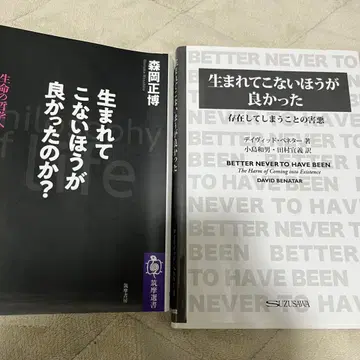 森岡正博
生まれて
こないほうが
良かったのか？
生命の哲学へ
Philosophy
of Life
筑摩選書
筑摩書房
BETTER NEVER TO HAVE BEEN
生まれてこないほうが
良かった
存在してしまうことの害悪
デイヴィッド・ベネター 著
小島和男・田村宜義 訳
BETTER NEVER TO HAVE BEEN
The Harm of Coming into Existence
DAVID BENATAR
SUZUSAWA